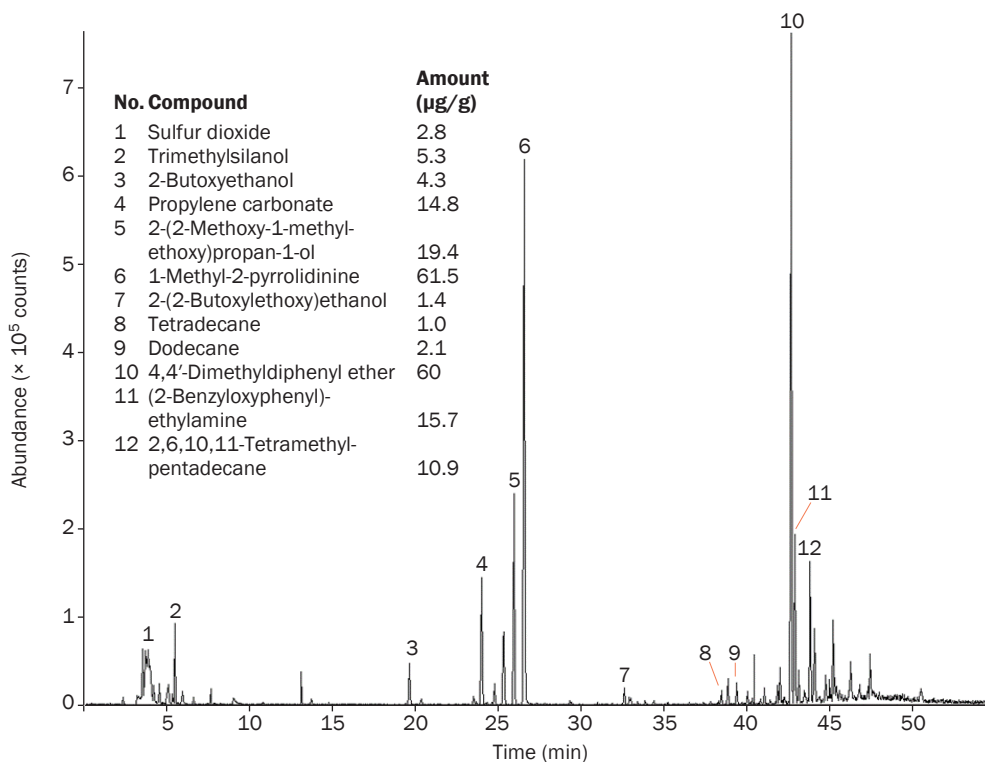 10
7
6
5
4
3
2
1
0
Abundance (× 10⁵ counts)
Amount
No. Compound (µg/g)
1 Sulfur dioxide 2.8
2 Trimethylsilanol 5.3
3 2-Butoxyethanol 4.3
4 Propylene carbonate 14.8
5 2-(2-Methoxy-1-methyl-
ethoxy)propan-1-ol 19.4
6 1-Methyl-2-pyrrolidinine 61.5
7 2-(2-Butoxylethoxy)ethanol 1.4
8 Tetradecane 1.0
9 Dodecane 2.1
10 4,4′-Dimethyldiphenyl ether 60
11 (2-Benzyloxyphenyl)-
ethylamine 15.7
12 2,6,10,11-Tetramethyl-
pentadecane 10.9
6
5
11
12
4
1 2
3
8 9
7
5 10 15 20 25 30 35 40 45 50
Time (min)